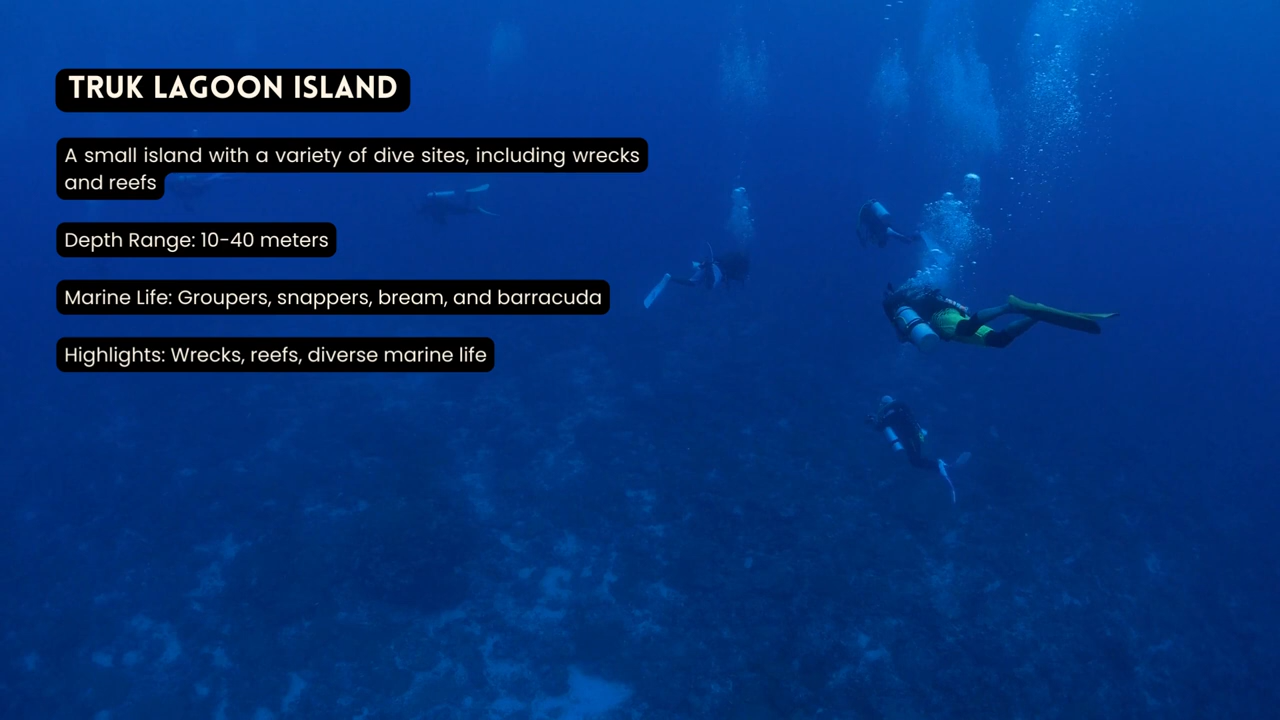 TRUK LAGOON ISLAND
A small island with a variety of dive sites, including wrecks
and reefs
Depth Range: 10-40 meters
Marine Life: Groupers, snappers, bream, and barracuda
Highlights: Wrecks, reefs, diverse marine life